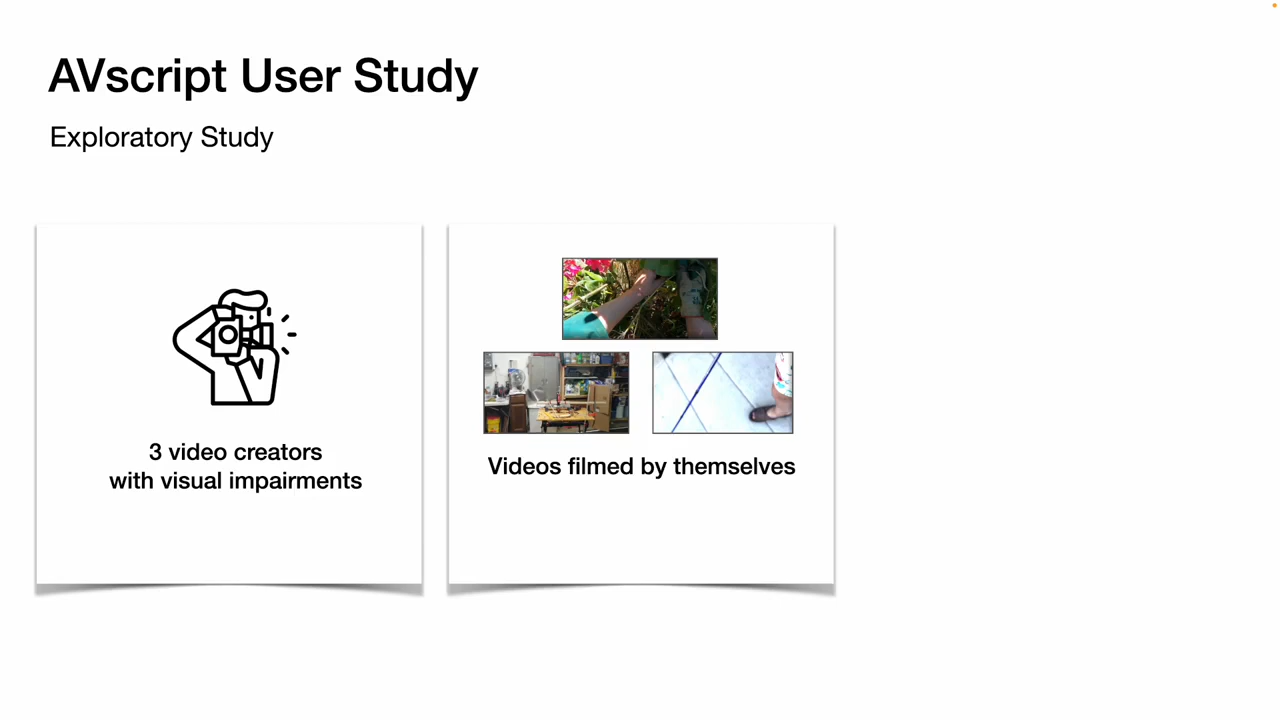 AVscript User Study
Exploratory Study
3 video creators
with visual impairments
Videos filmed by themselves